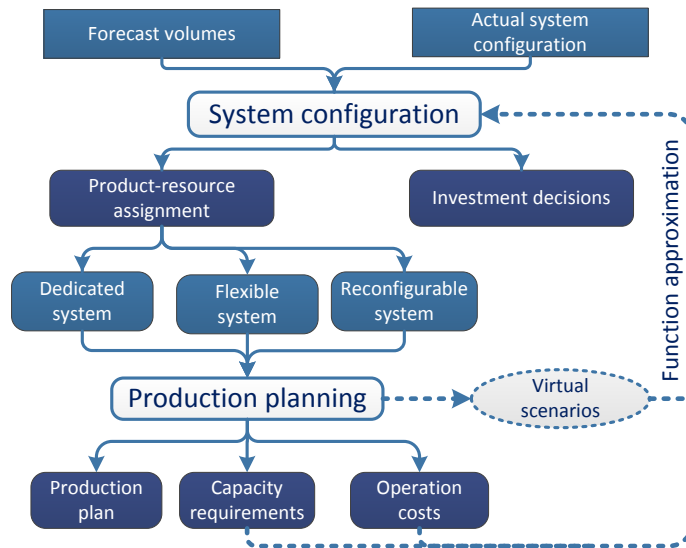 Forecast volumes
Actual system
configuration
System configuration
Product-resource
assignment
Investment decisions
Dedicated
system
Flexible
system
Reconfigurable
system
Function approximation
Production planning
Virtual
scenarios
Production
plan
Capacity
requirements
Operation
costs